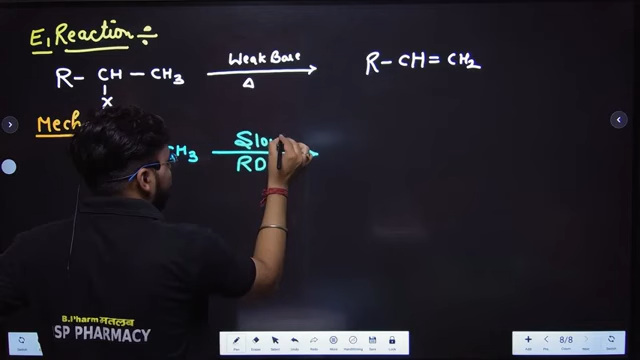 E₁ Reaction ÷
R - CH - CH₃ Weak Base Δ R - CH = CH₂
X
Mech
CH₃ Slo
RD
B.Pharm मतलब
SP PHARMACY
8/8